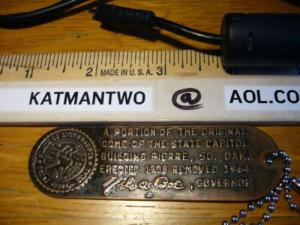 1 2 MADE IN U.S.A. 3
KATMANTWO @ AOL.CO
A PORTION OF THE ORIGINAL
DOME OF THE STATE CAPITOL
BUILDING PIERRE, SO. DAK.
ERECTED 1908 REMOVED 1964
, GOVERNOR